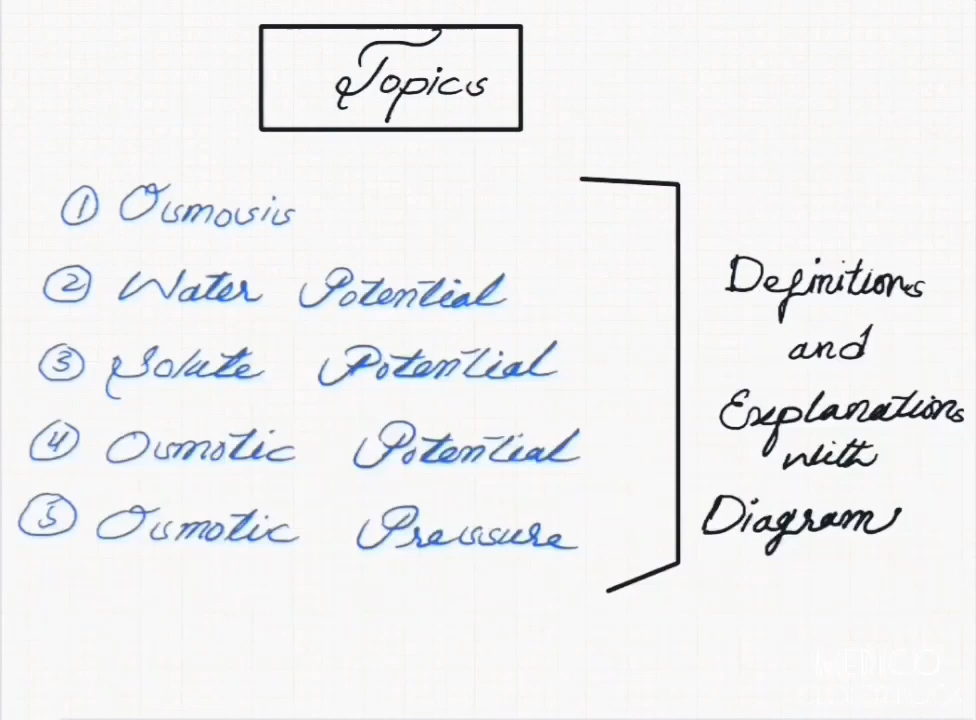 Topics
① Osmosis
② Water Potential
③ Solute Potential
④ Osmotic Potential
⑤ Osmotic Pressure
Definitions
and
Explanations
with
Diagram
MEDICO